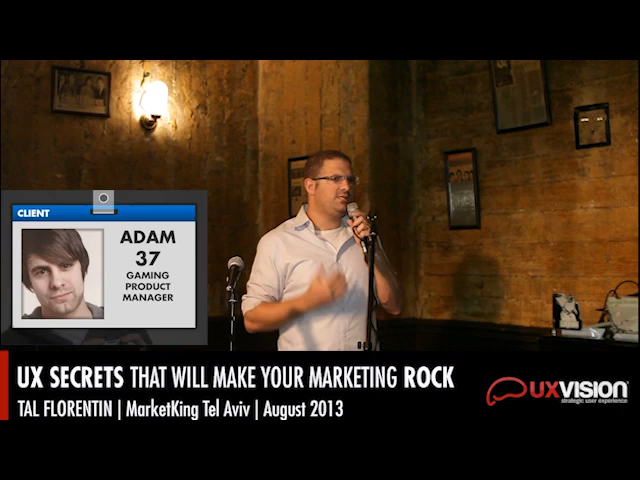 CLIENT
ADAM
37
GAMING
PRODUCT
MANAGER
UX SECRETS THAT WILL MAKE YOUR MARKETING ROCK
TAL FLORENTIN | MarketKing Tel Aviv | August 2013
UXVISION
strategic user experience